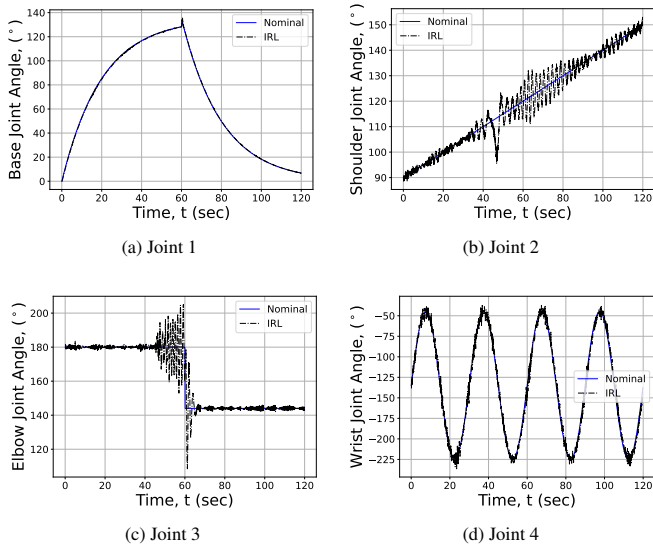 140
120
100
80
60
40
20
0
Base Joint Angle, (°)
Nominal
IRL
0 20 40 60 80 100 120
Time, t (sec)
(a) Joint 1
150
140
130
120
110
100
90
Shoulder Joint Angle, (°)
Nominal
IRL
0 20 40 60 80 100 120
Time, t (sec)
(b) Joint 2
200
180
160
140
120
Elbow Joint Angle, (°)
Nominal
IRL
0 20 40 60 80 100 120
Time, t (sec)
(c) Joint 3
−50
−75
−100
−125
−150
−175
−200
−225
Wrist Joint Angle, (°)
Nominal
IRL
0 20 40 60 80 100 120
Time, t (sec)
(d) Joint 4